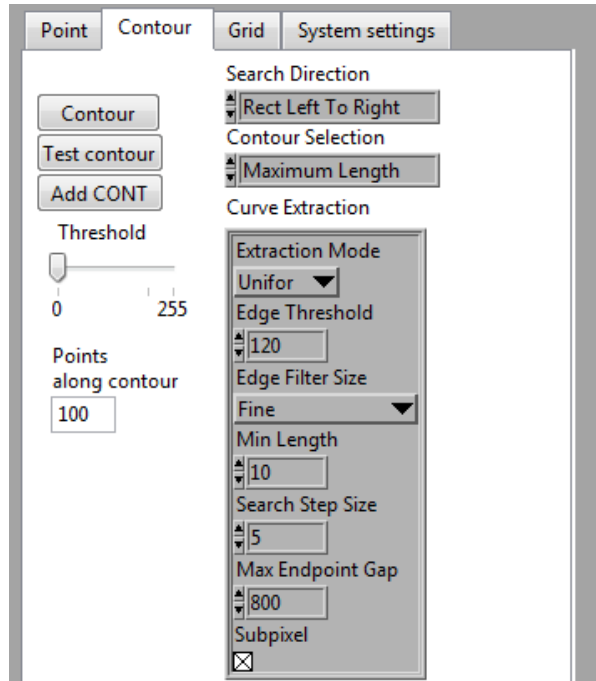 Point Contour Grid System settings
Search Direction
Rect Left To Right
Contour Selection
Maximum Length
Contour
Test contour
Add CONT
Threshold
0 255
Points
along contour
100
Curve Extraction
Extraction Mode
Unifor
Edge Threshold
120
Edge Filter Size
Fine
Min Length
10
Search Step Size
5
Max Endpoint Gap
800
Subpixel